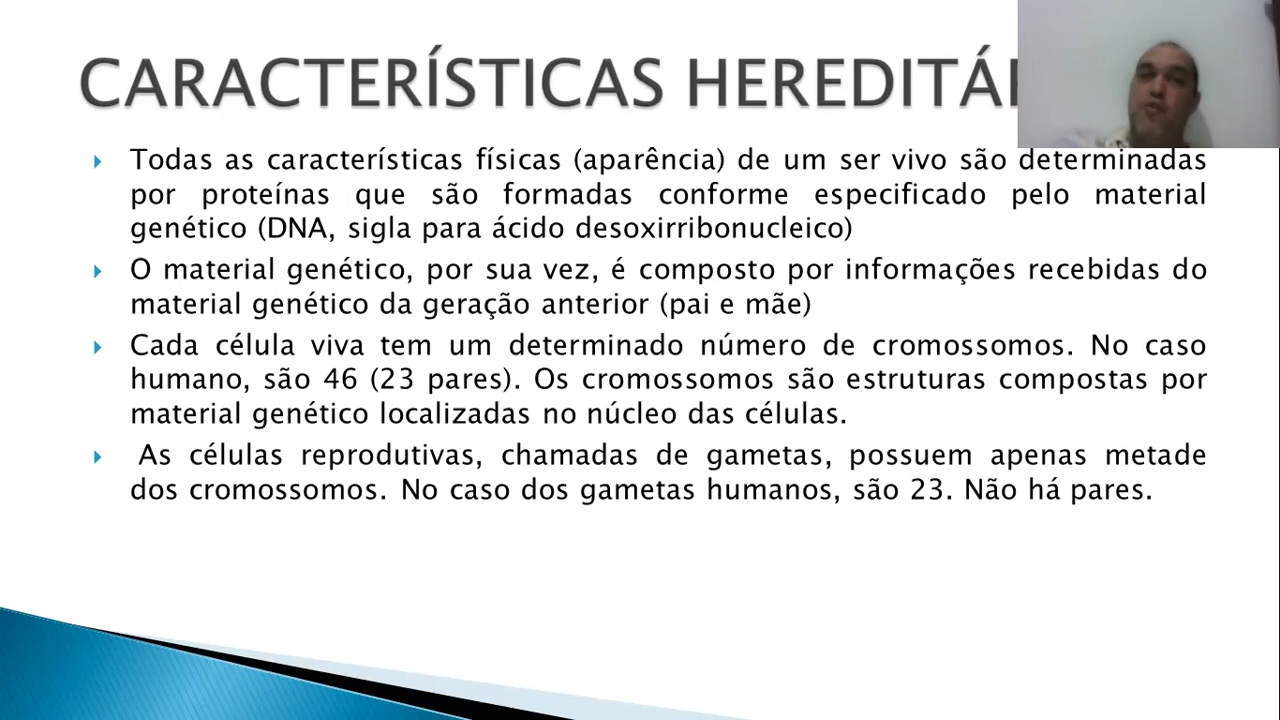 CARACTERÍSTICAS
Todas as características físicas (aparência) de um ser vivo são determinadas
por proteínas que são formadas conforme especificado pelo material
genético (DNA, sigla para ácido desoxirribonucleico)
O material genético, por sua vez, é composto por informações recebidas do
material genético da geração anterior (pai e mãe)
Cada célula viva tem um determinado número de cromossomos. No caso
humano, são 46 (23 pares). Os cromossomos são estruturas compostas por
material genético localizadas no núcleo das células.
As células reprodutivas, chamadas de gametas, possuem apenas metade
dos cromossomos. No caso dos gametas humanos, são 23. Não há pares.